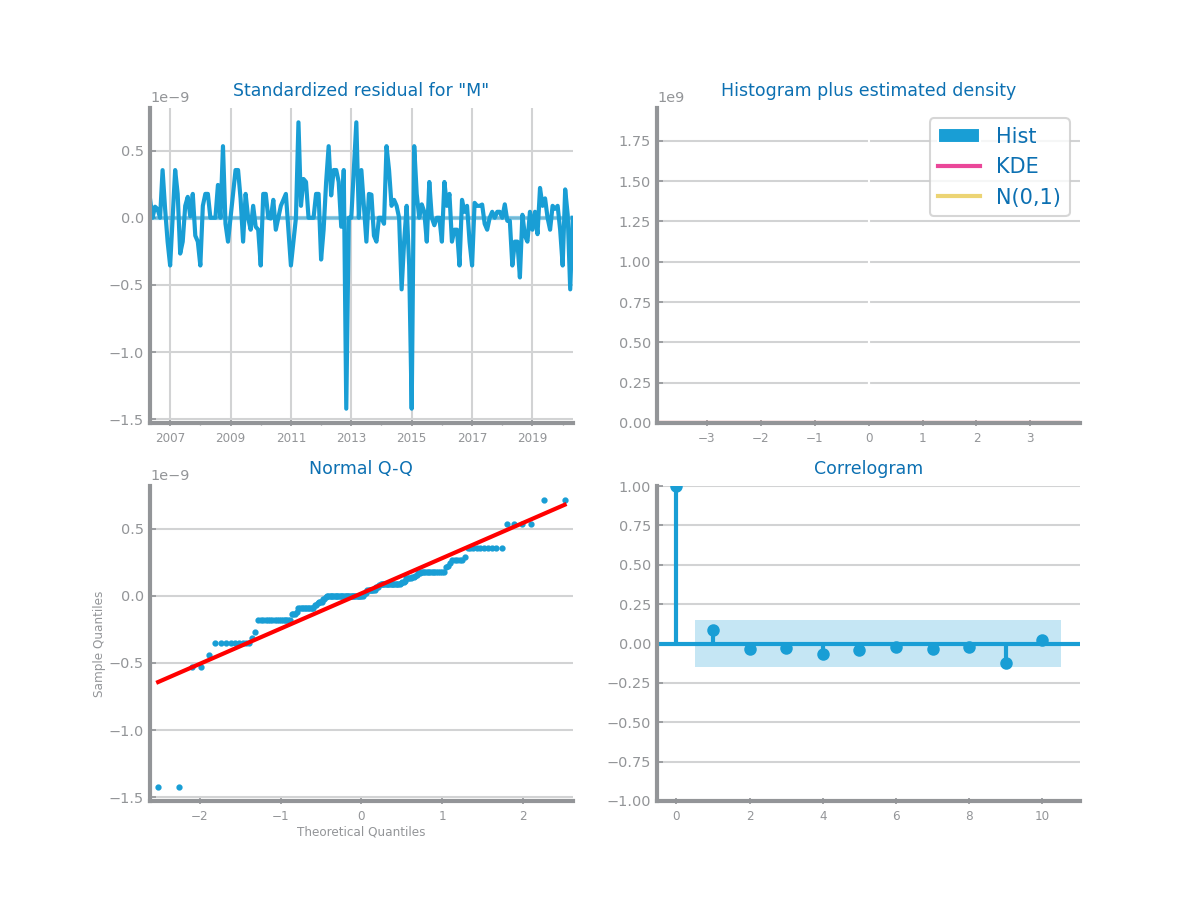 Standardized residual for "M"
1e−9
0.5
0.0
−0.5
−1.0
−1.5
2007 2009 2011 2013 2015 2017 2019
Histogram plus estimated density
1e9
1.75
1.50
1.25
1.00
0.75
0.50
0.25
0.00
−3 −2 −1 0 1 2 3
Hist
KDE
N(0,1)
Normal Q-Q
1e−9
0.5
0.0
−0.5
−1.0
−1.5
Sample Quantiles
−2 −1 0 1 2
Theoretical Quantiles
Correlogram
1.00
0.75
0.50
0.25
0.00
−0.25
−0.50
−0.75
−1.00
0 2 4 6 8 10